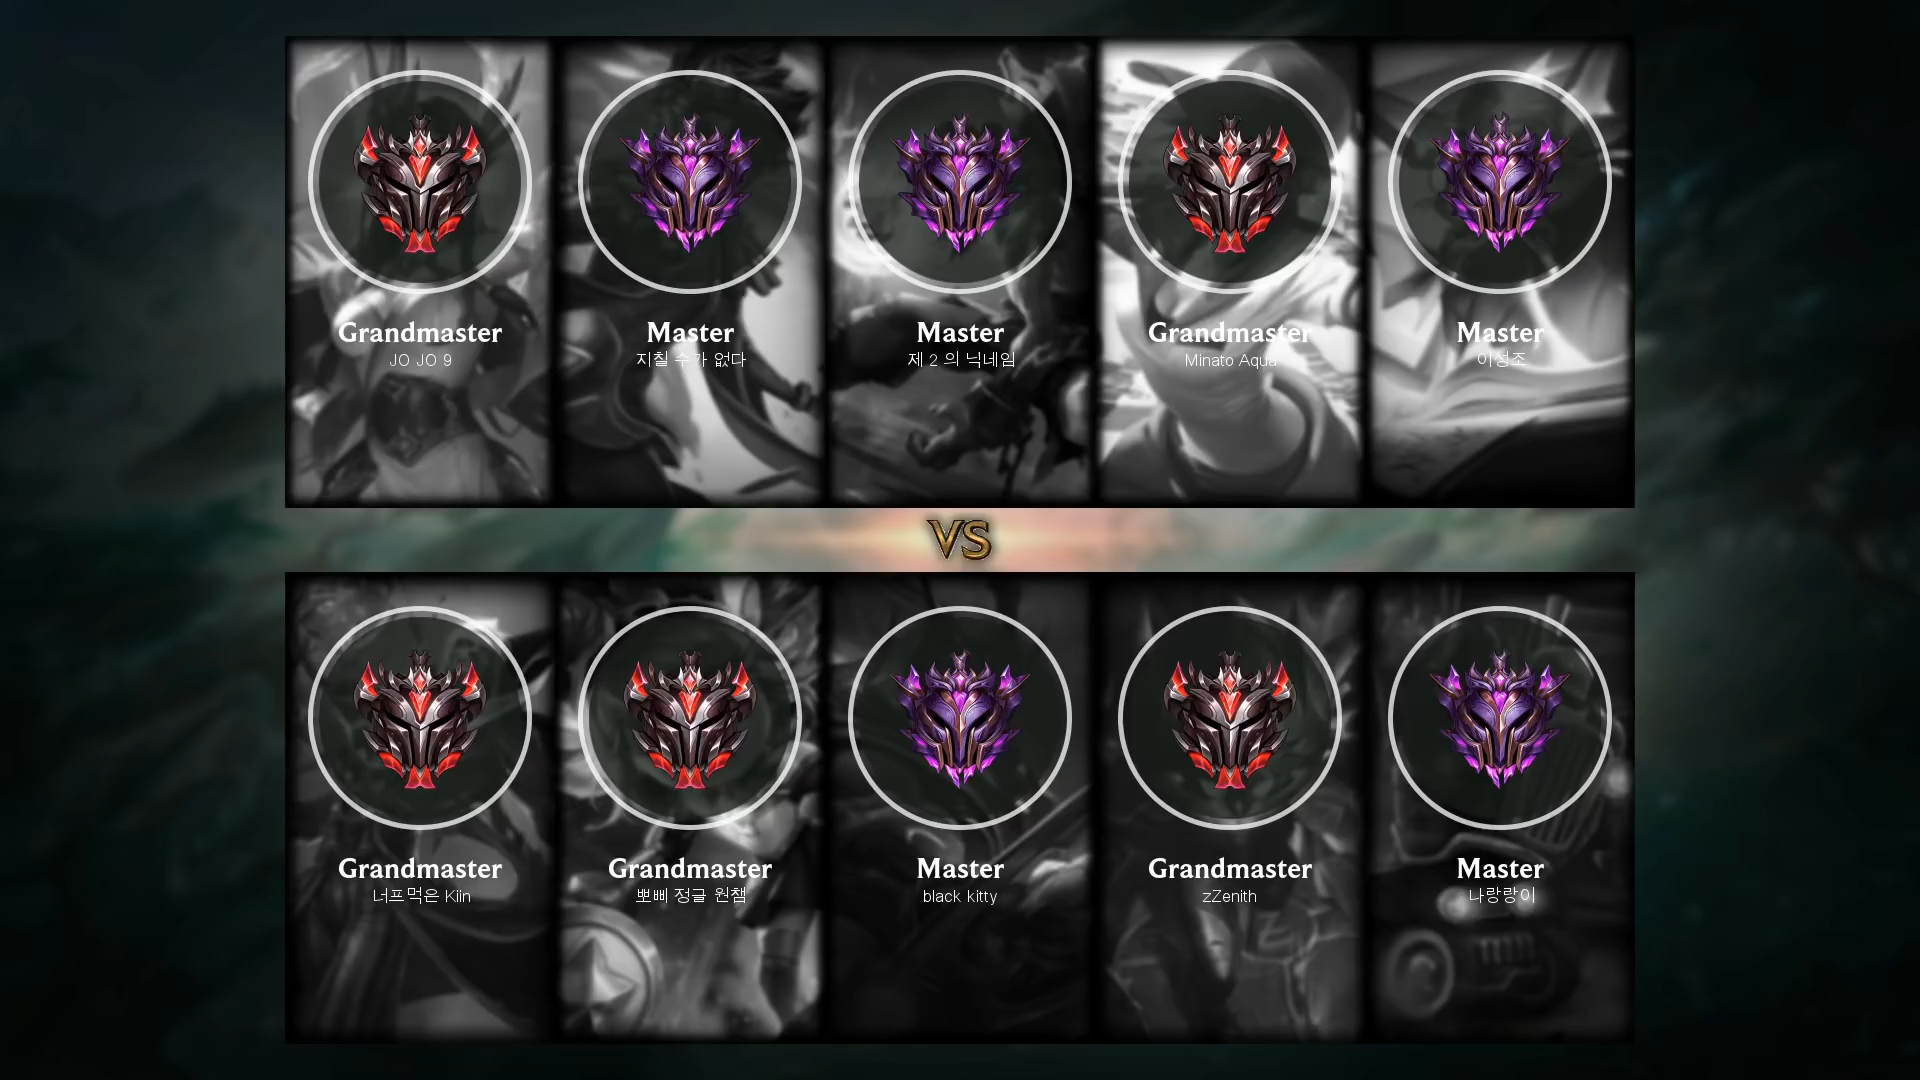 Grandmaster
JO JO 9
Master
지칠 수가 없다
Master
제 2 의 닉네임
Grandmaster
Minato Aqua
Master
이성조
VS
Grandmaster
너프먹은 Kiin
Grandmaster
뽀삐 정글 원챔
Master
black kitty
Grandmaster
zZenith
Master
나랑랑이